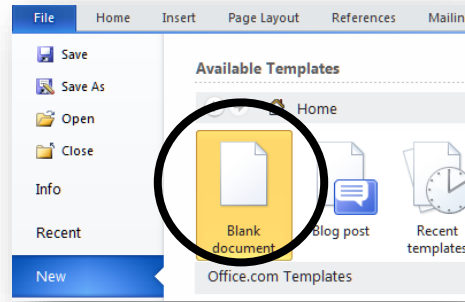 File Home Insert Page Layout References Mailin
Save
Save As
Open
Close
Info
Recent
New
Available Templates
Home
Blank document
Blog post
Recent templates
Office.com Templates